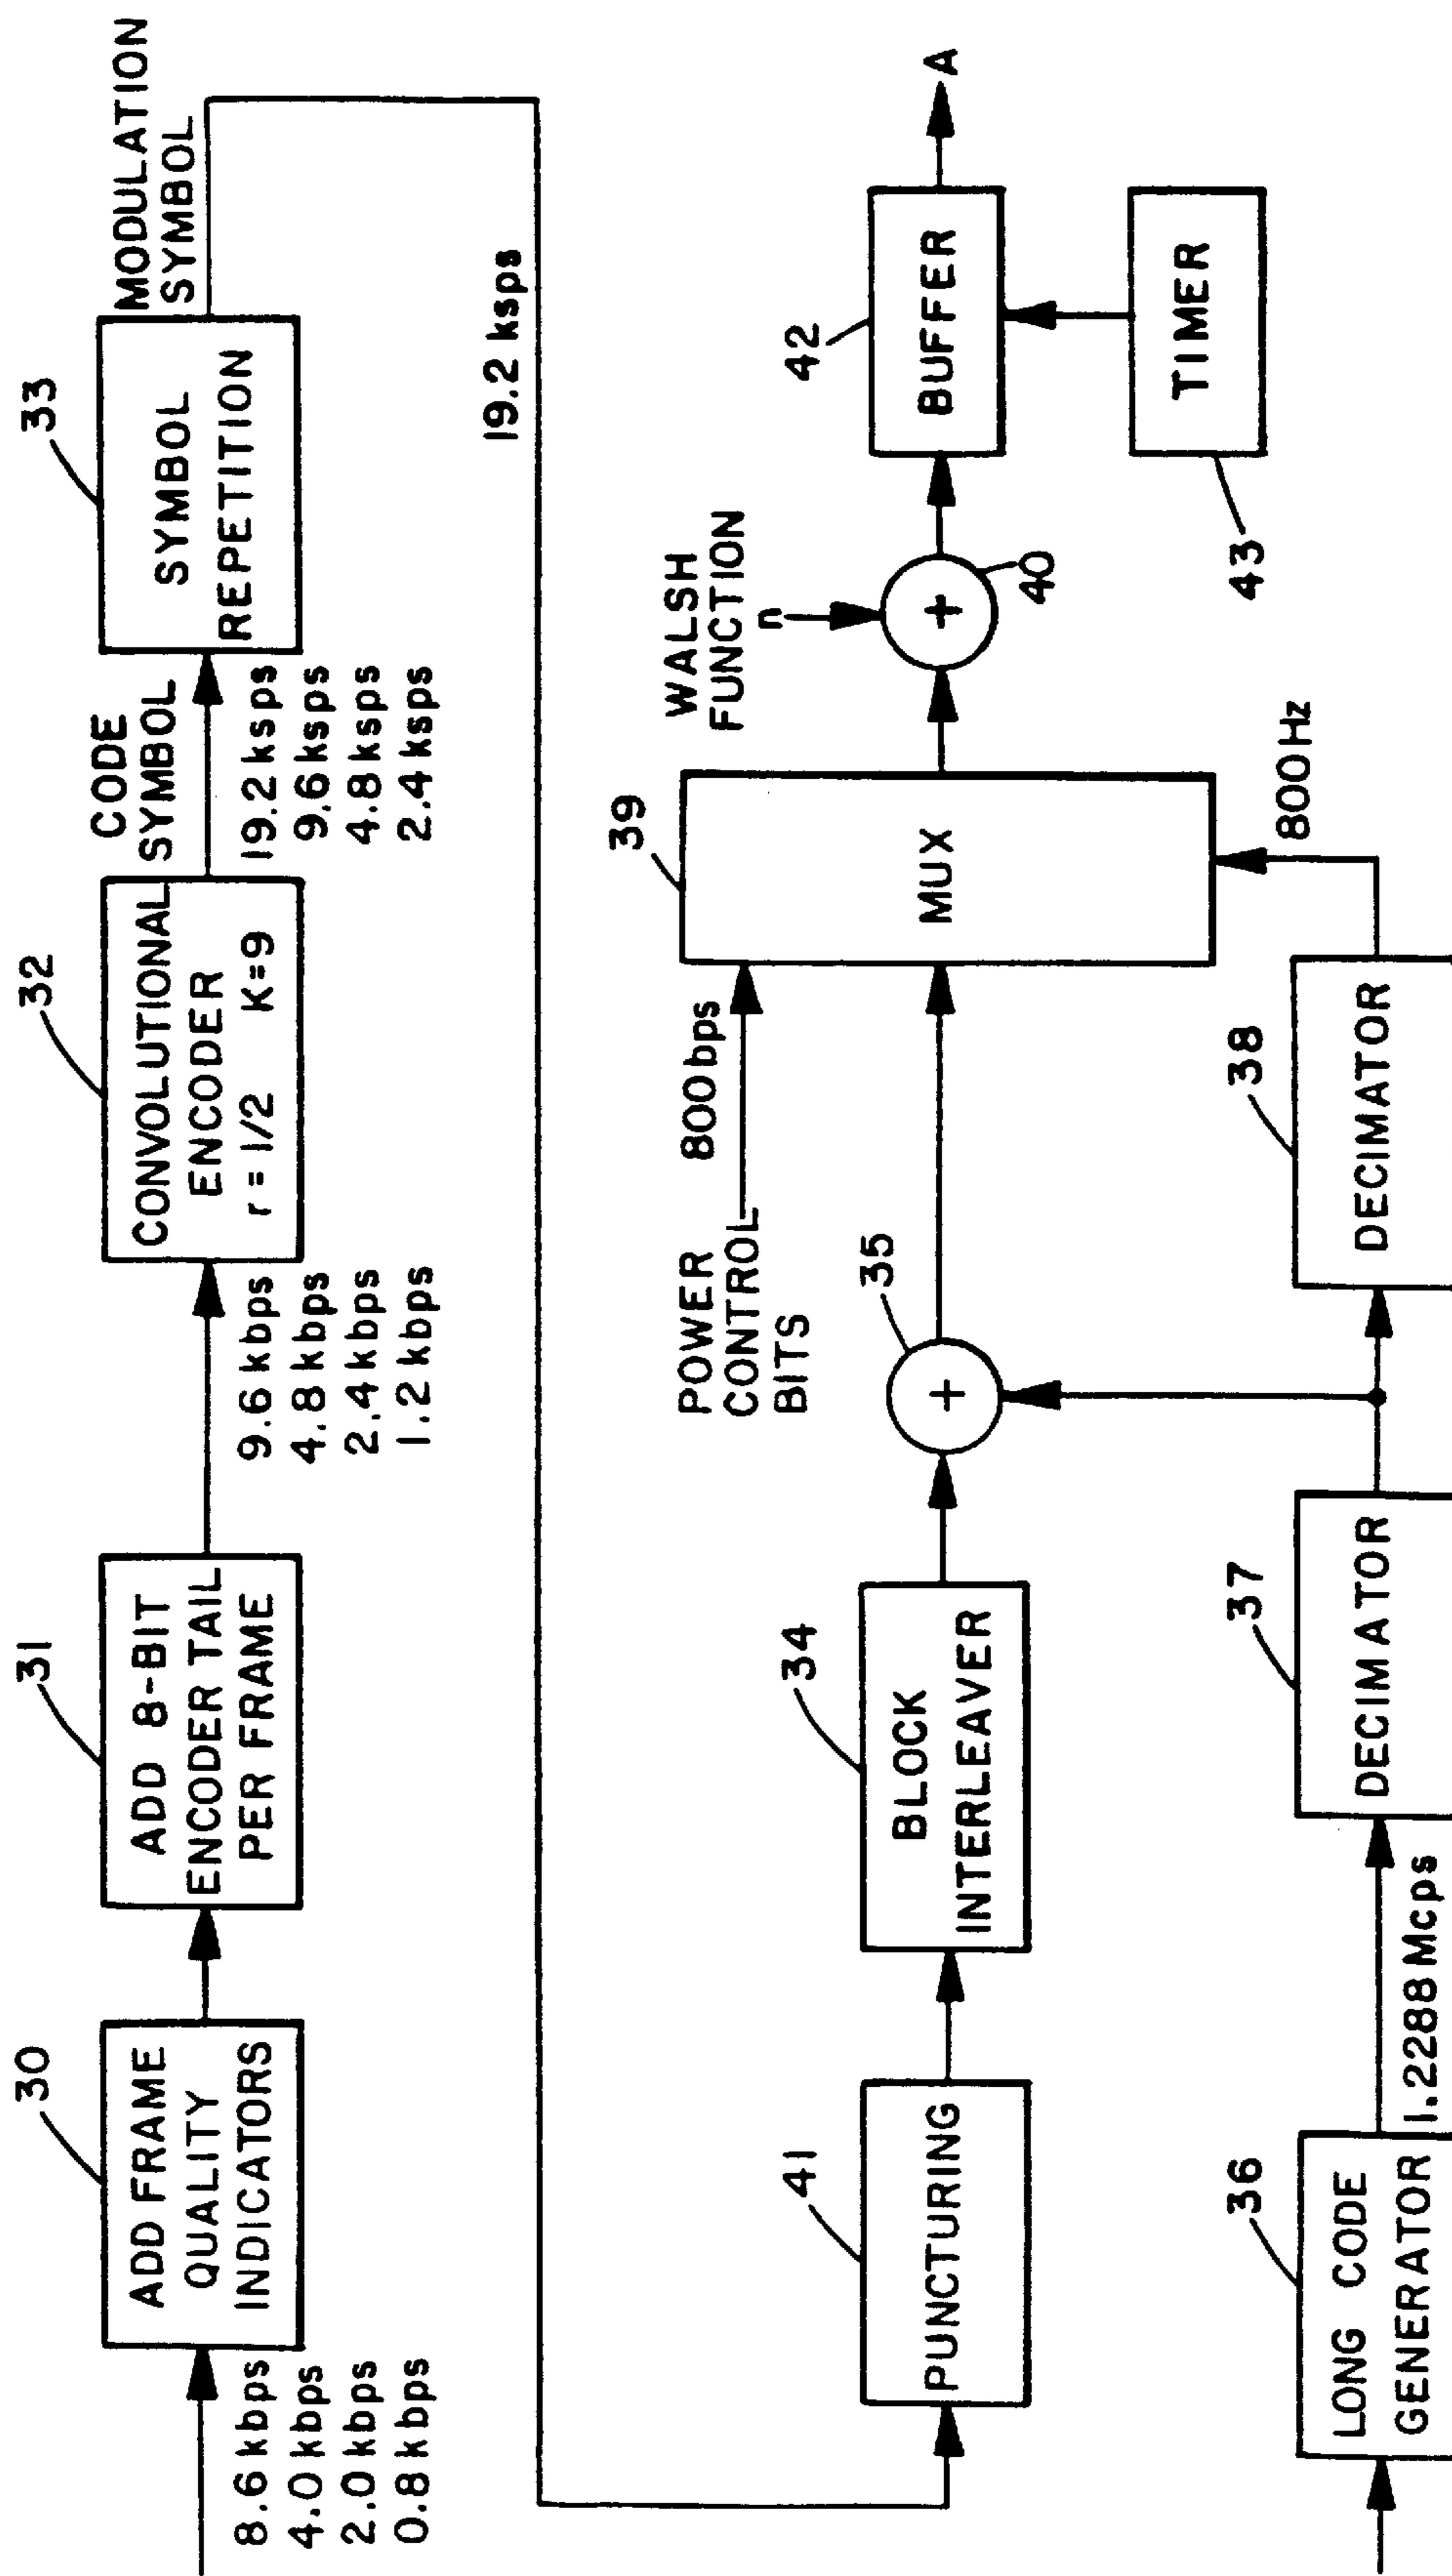 30
ADD FRAME
QUALITY
INDICATORS
8.6 kbps
4.0 kbps
2.0 kbps
0.8 kbps
31
ADD 8-BIT
ENCODER TAIL
PER FRAME
9.6 kbps
4.8 kbps
2.4 kbps
1.2 kbps
32
CONVOLUTIONAL
ENCODER
r = 1/2 K=9
CODE
SYMBOL
19.2 ksps
9.6 ksps
4.8 ksps
2.4 ksps
33
SYMBOL
REPETITION
MODULATION
SYMBOL
19.2 ksps
41
PUNCTURING
34
BLOCK
INTERLEAVER
35
+
POWER
CONTROL
BITS
800 bps
39
MUX
WALSH
FUNCTION
n
+
40
42
BUFFER
A
43
TIMER
36
LONG CODE
GENERATOR
1.2288 Mcps
37
DECIMATOR
38
DECIMATOR
800 Hz